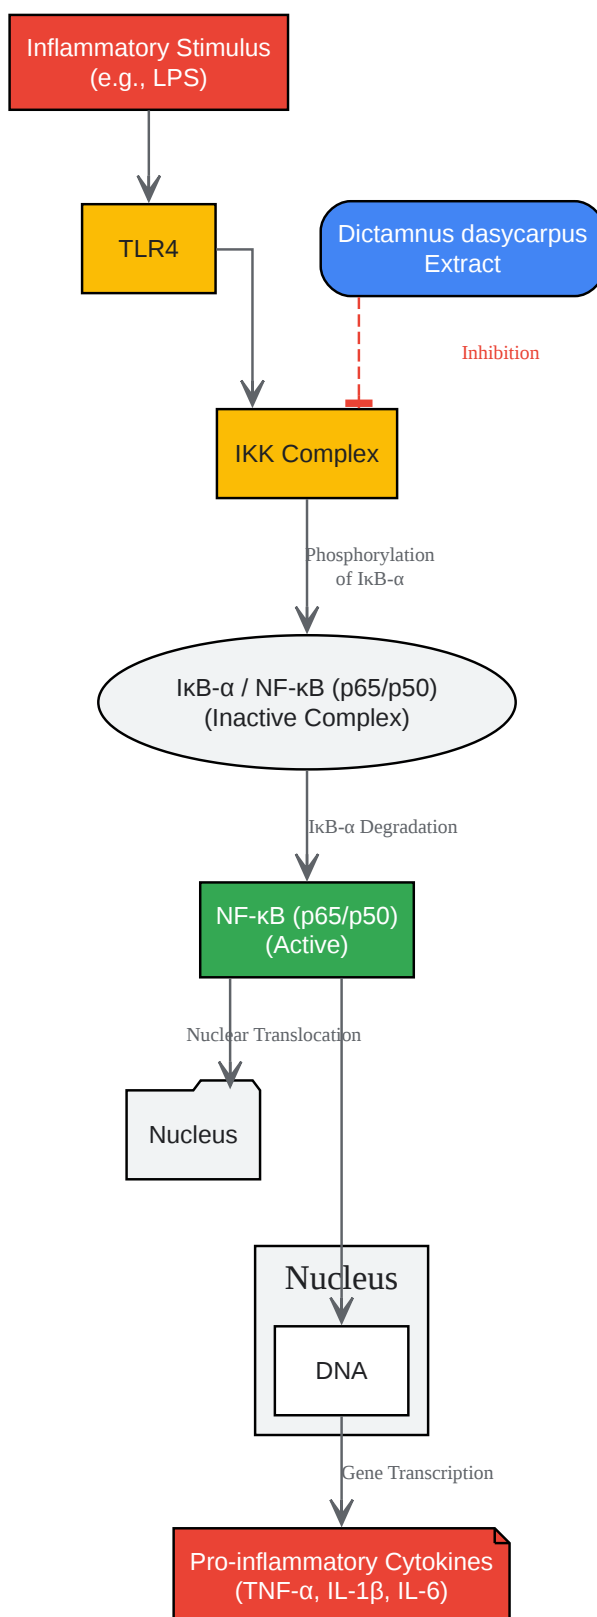 Inflammatory Stimulus
(e.g., LPS)
TLR4
Dictamnus dasycarpus
Extract
Inhibition
IKK Complex
Phosphorylation
of IκB-α
IκB-α / NF-κB (p65/p50)
(Inactive Complex)
IκB-α Degradation
NF-κB (p65/p50)
(Active)
Nuclear Translocation
Nucleus
Nucleus
DNA
Gene Transcription
Pro-inflammatory Cytokines
(TNF-α, IL-1β, IL-6)